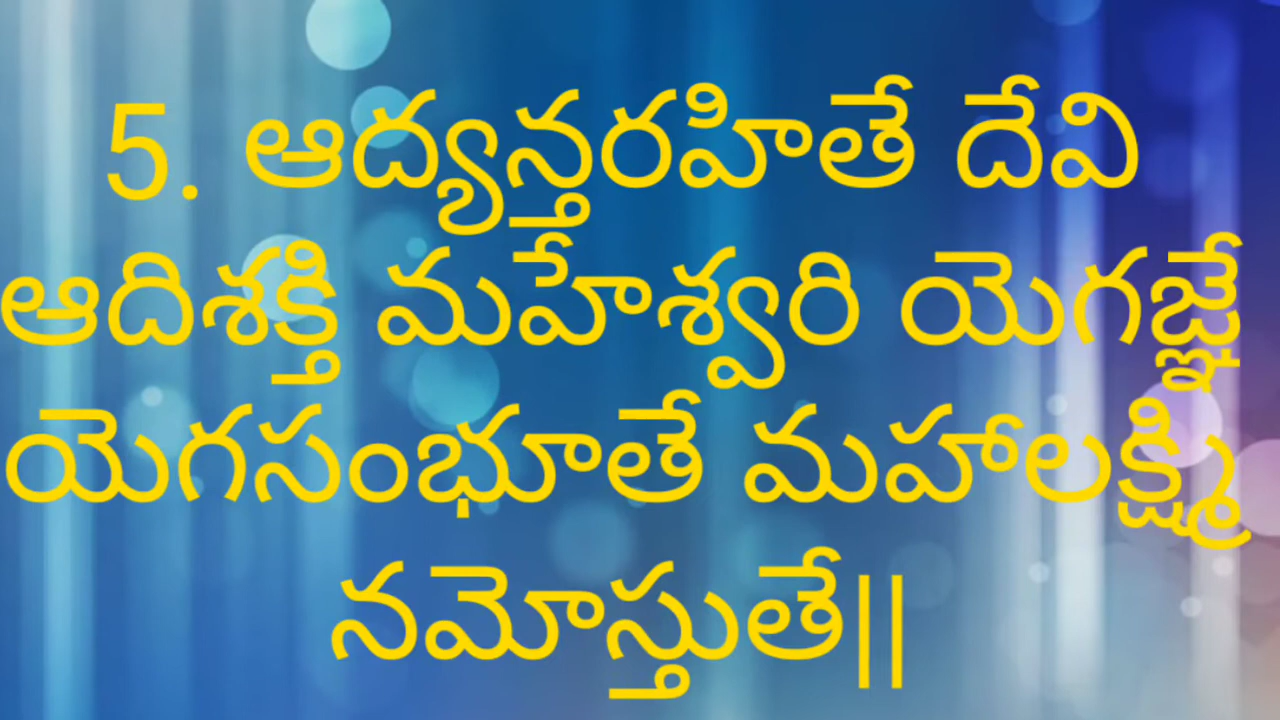 5. ఆద్యన్తరహితే దేవి
ఆదిశక్తి మహేశ్వరి యెగజ్ఞే
యెగసంభూతే మహాలక్ష్మి
నమోస్తుతే||